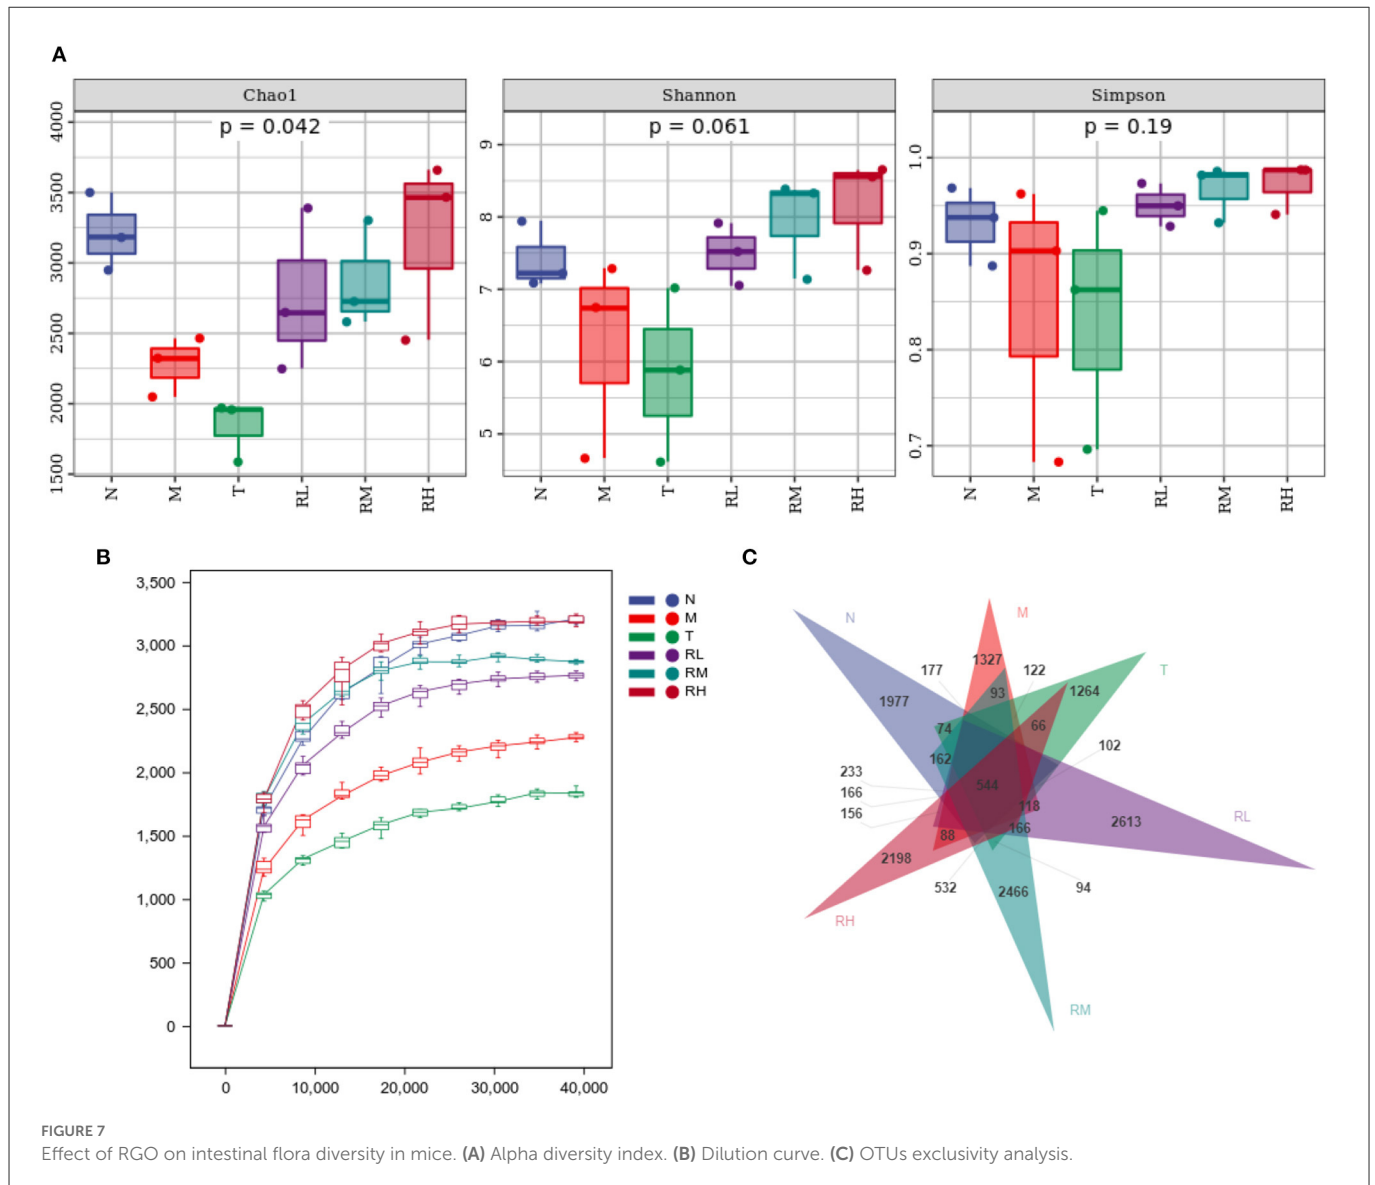 A
Chao1
p = 0.042
4000
3500
3000
2500
2000
1500
N
M
T
RL
RM
RH
Shannon
p = 0.061
9
8
7
6
5
N
M
T
RL
RM
RH
Simpson
p = 0.19
1.0
0.9
0.8
0.7
N
M
T
RL
RM
RH
B
3,500
3,000
2,500
2,000
1,500
1,000
500
0
0 10,000 20,000 30,000 40,000
N
M
T
RL
RM
RH
C
N
M
T
RL
RM
RH
1327
177
122
93
1264
1977
74
66
102
162
233
166
156
544
118
2613
88
166
2198
532
2466
94
FIGURE 7
Effect of RGO on intestinal flora diversity in mice. (A) Alpha diversity index. (B) Dilution curve. (C) OTUs exclusivity analysis.